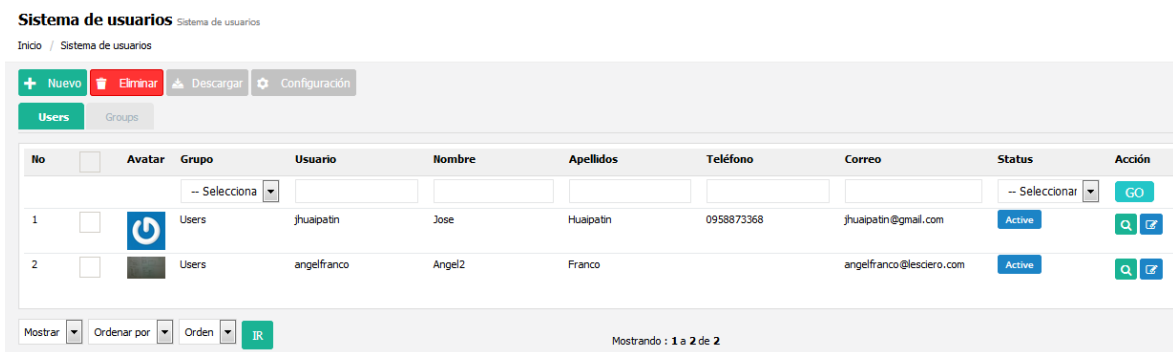 Sistema de usuarios Sistema de usuarios
Inicio / Sistema de usuarios
Nuevo Eliminar Descargar Configuración
Users Groups
No Avatar Grupo Usuario Nombre Apellidos Teléfono Correo Status Acción
-- Selecciona -- Seleccionar GO
1 Users jhuaipatin Jose Huaipatin 0958873368 jhuaipatin@gmail.com Active
2 Users angelfranco Angel2 Franco angelfranco@lesciero.com Active
Mostrar Ordenar por Orden IR Mostrando : 1 a 2 de 2